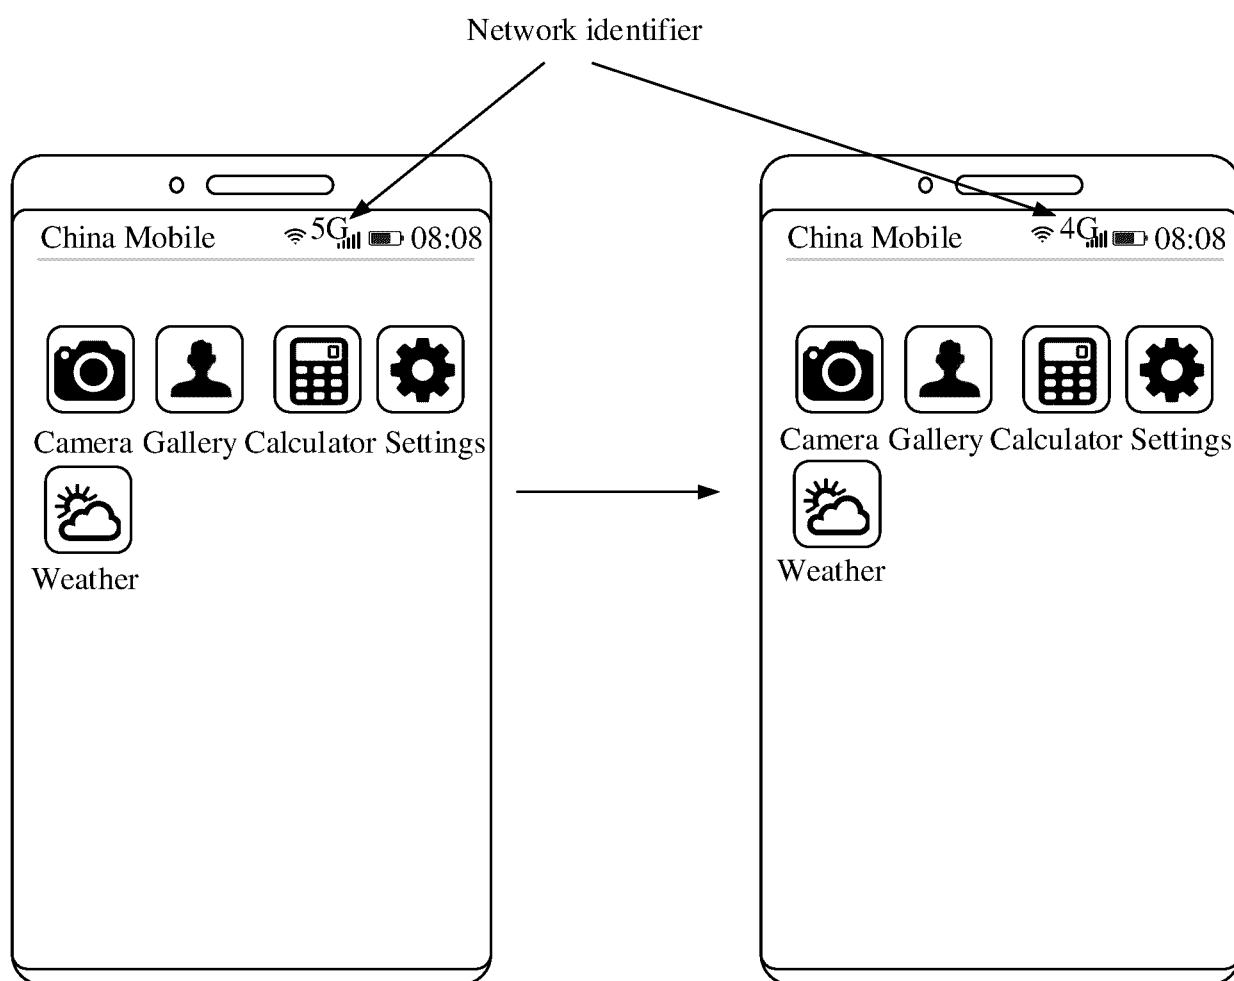 Network identifier
China Mobile 5G 08:08
China Mobile 4G 08:08
Camera Gallery Calculator Settings
Camera Gallery Calculator Settings
Weather
Weather